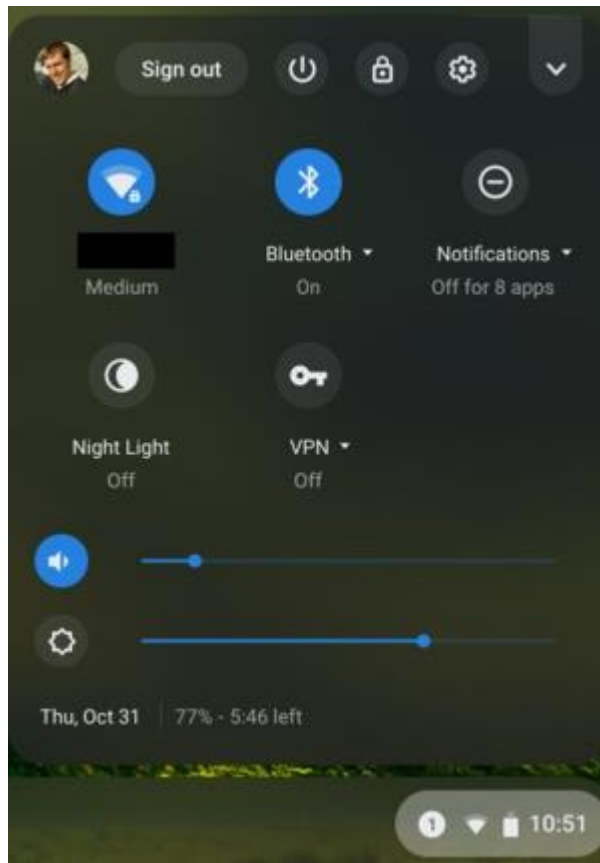 Sign out
Bluetooth
Notifications
Medium
On
Off for 8 apps
Night Light
VPN
Off
Off
Thu, Oct 31
77% - 5:46 left
1
10:51